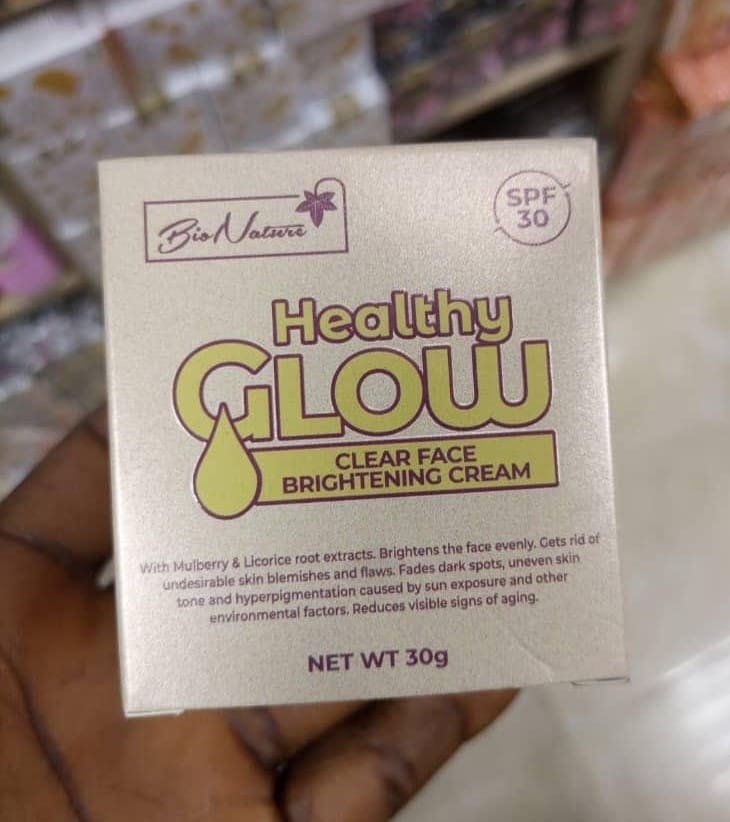 BioNature
SPF
30
Healthy
GLOW
CLEAR FACE
BRIGHTENING CREAM
With Mulberry & Licorice root extracts. Brightens the face evenly. Gets rid of
undesirable skin blemishes and flaws. Fades dark spots, uneven skin
tone and hyperpigmentation caused by sun exposure and other
environmental factors. Reduces visible signs of aging.
NET WT 30g